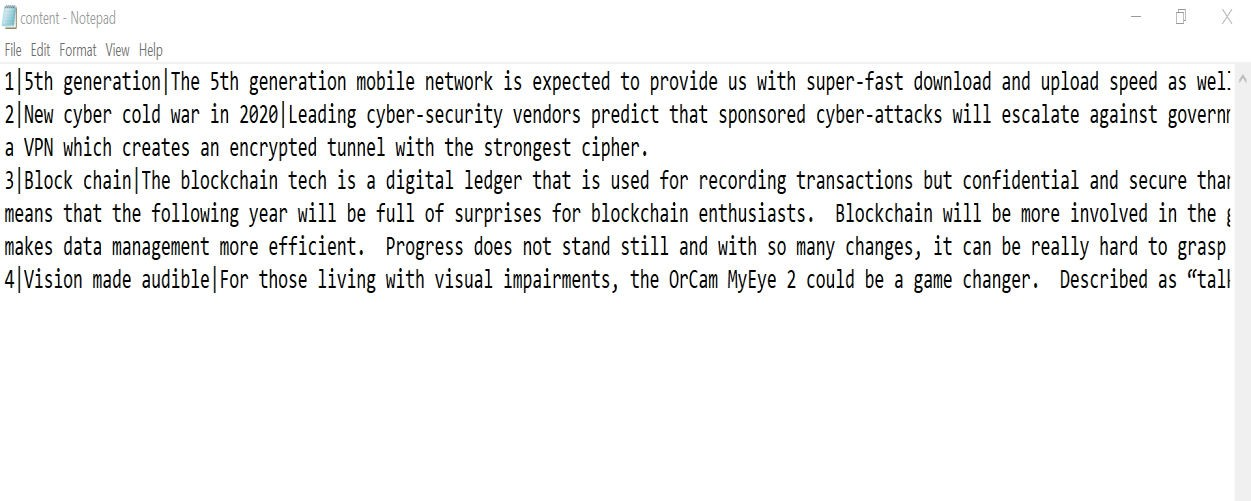 content - Notepad
File Edit Format View Help
1|5th generation|The 5th generation mobile network is expected to provide us with super-fast download and upload speed as
2|New cyber cold war in 2020|Leading cyber-security vendors predict that sponsored cyber-attacks will escalate against
a VPN which creates an encrypted tunnel with the strongest cipher.
3|Block chain|The blockchain tech is a digital ledger that is used for recording transactions but confidential and secure
means that the following year will be full of surprises for blockchain enthusiasts.  Blockchain will be more involved in the
makes data management more efficient.  Progress does not stand still and with so many changes, it can be really hard to grasp
4|Vision made audible|For those living with visual impairments, the OrCam MyEye 2 could be a game changer.  Described as